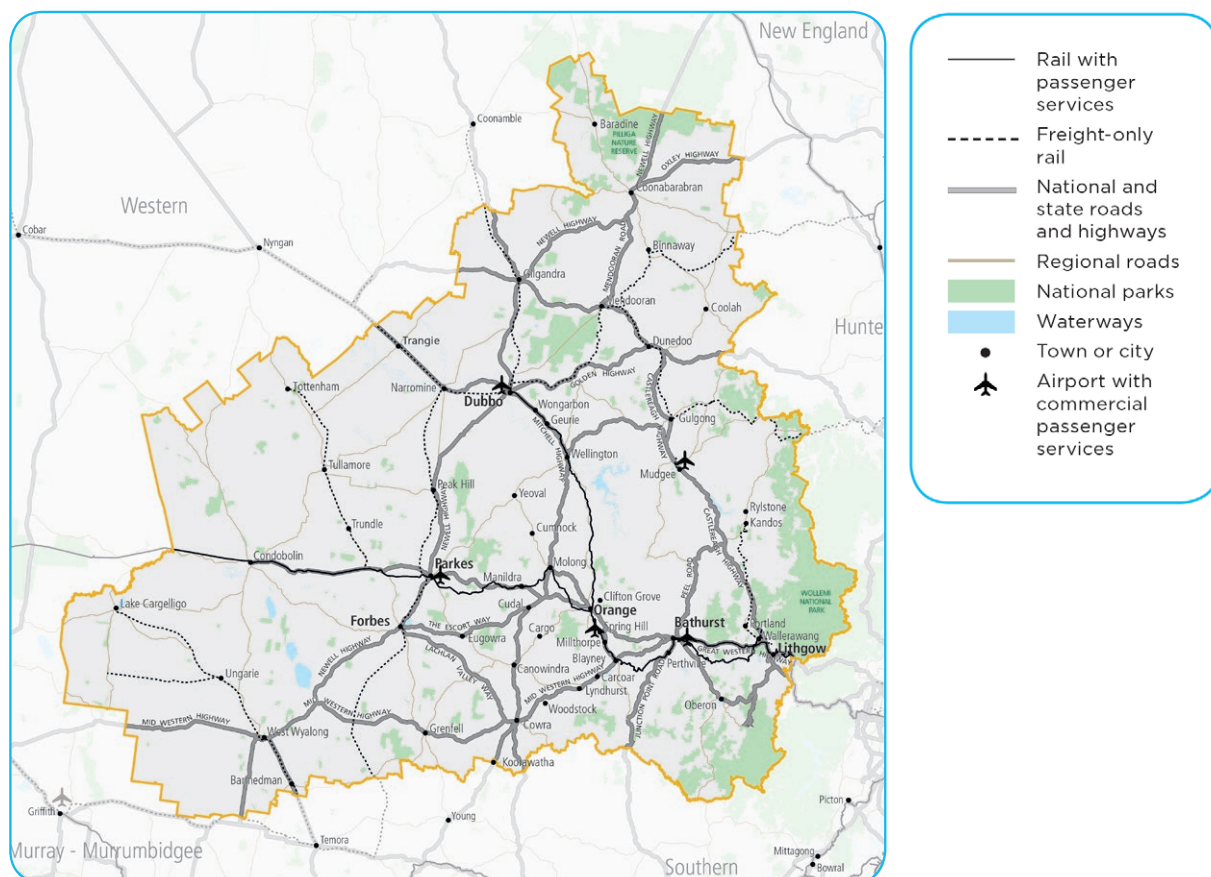 New England
Coonamble
Baradine
PILLIGA
NATURE
RESERVE
NEWELL HIGHWAY
OXLEY HIGHWAY
Coonabarabran
Western
Cobar
Nyngan
NEWELL HIGHWAY
MENDOORAN ROAD
Binnaway
Gilgandra
Mendooran
Coolah
Hunte
Trangie
Dunedoo
Tottenham
Narromine
GOLDEN HIGHWAY
CASTLEREAGH HIGHWAY
Dubbo
Wongarbon
Geurie
MITCHELL HIGHWAY
Gulgong
Wellington
Tullamore
Mudgee
Peak Hill
Yeoval
NEWELL HIGHWAY
Rylstone
Kandos
Trundle
Cumnock
CASTLEREAGH HIGHWAY
Condobolin
Parkes
Molong
PEEL ROAD
Manildra
WOLLEMI
NATIONAL
PARK
Lake Cargelligo
Cudal
Clifton Grove
Orange
Forbes
THE ESCORT WAY
Eugowra
Cargo
Spring Hill
Bathurst
Portland
Wallerawang
Millthorpe
Lithgow
GREAT WESTERN HIGHWAY
LACHLAN VALLEY WAY
Blayney
Perthville
NEWELL HIGHWAY
Canowindra
Carcoar
Ungarie
MID WESTERN HIGHWAY
Lyndhurst
JUNCTION POINT ROAD
Oberon
MID WESTERN HIGHWAY
Woodstock
MID WESTERN HIGHWAY
Cowra
West Wyalong
Grenfell
Koorawatha
Barmedman
Griffith
Young
Picton
Temora
Murray - Murrumbidgee
Southern
Mittagong
Bowral
Rail with
passenger
services
Freight-only
rail
National and
state roads
and highways
Regional roads
National parks
Waterways
Town or city
Airport with
commercial
passenger
services